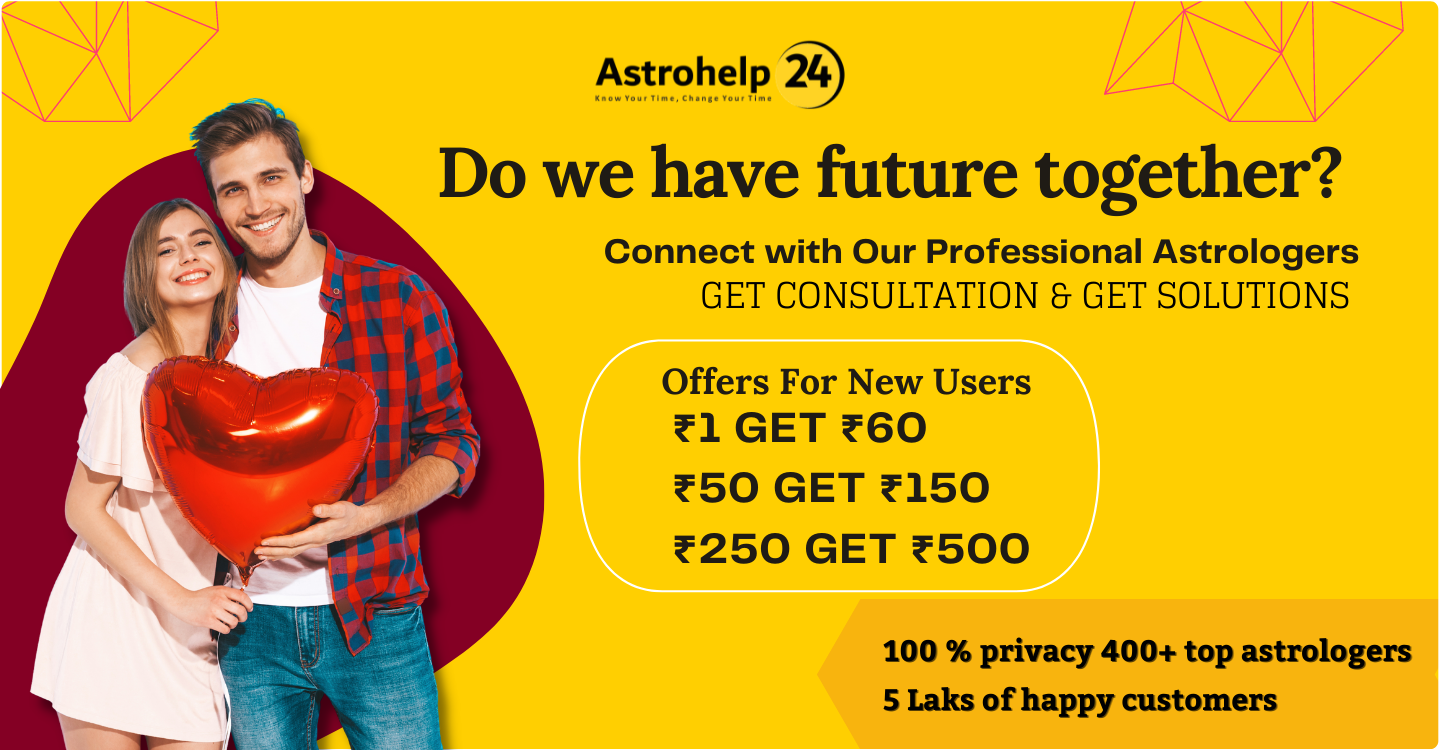 Astrohelp 24
Know Your Time, Change Your Time
Do we have future together?
Connect with Our Professional Astrologers
GET CONSULTATION & GET SOLUTIONS
Offers For New Users
₹1 GET ₹60
₹50 GET ₹150
₹250 GET ₹500
100 % privacy 400+ top astrologers
5 Laks of happy customers